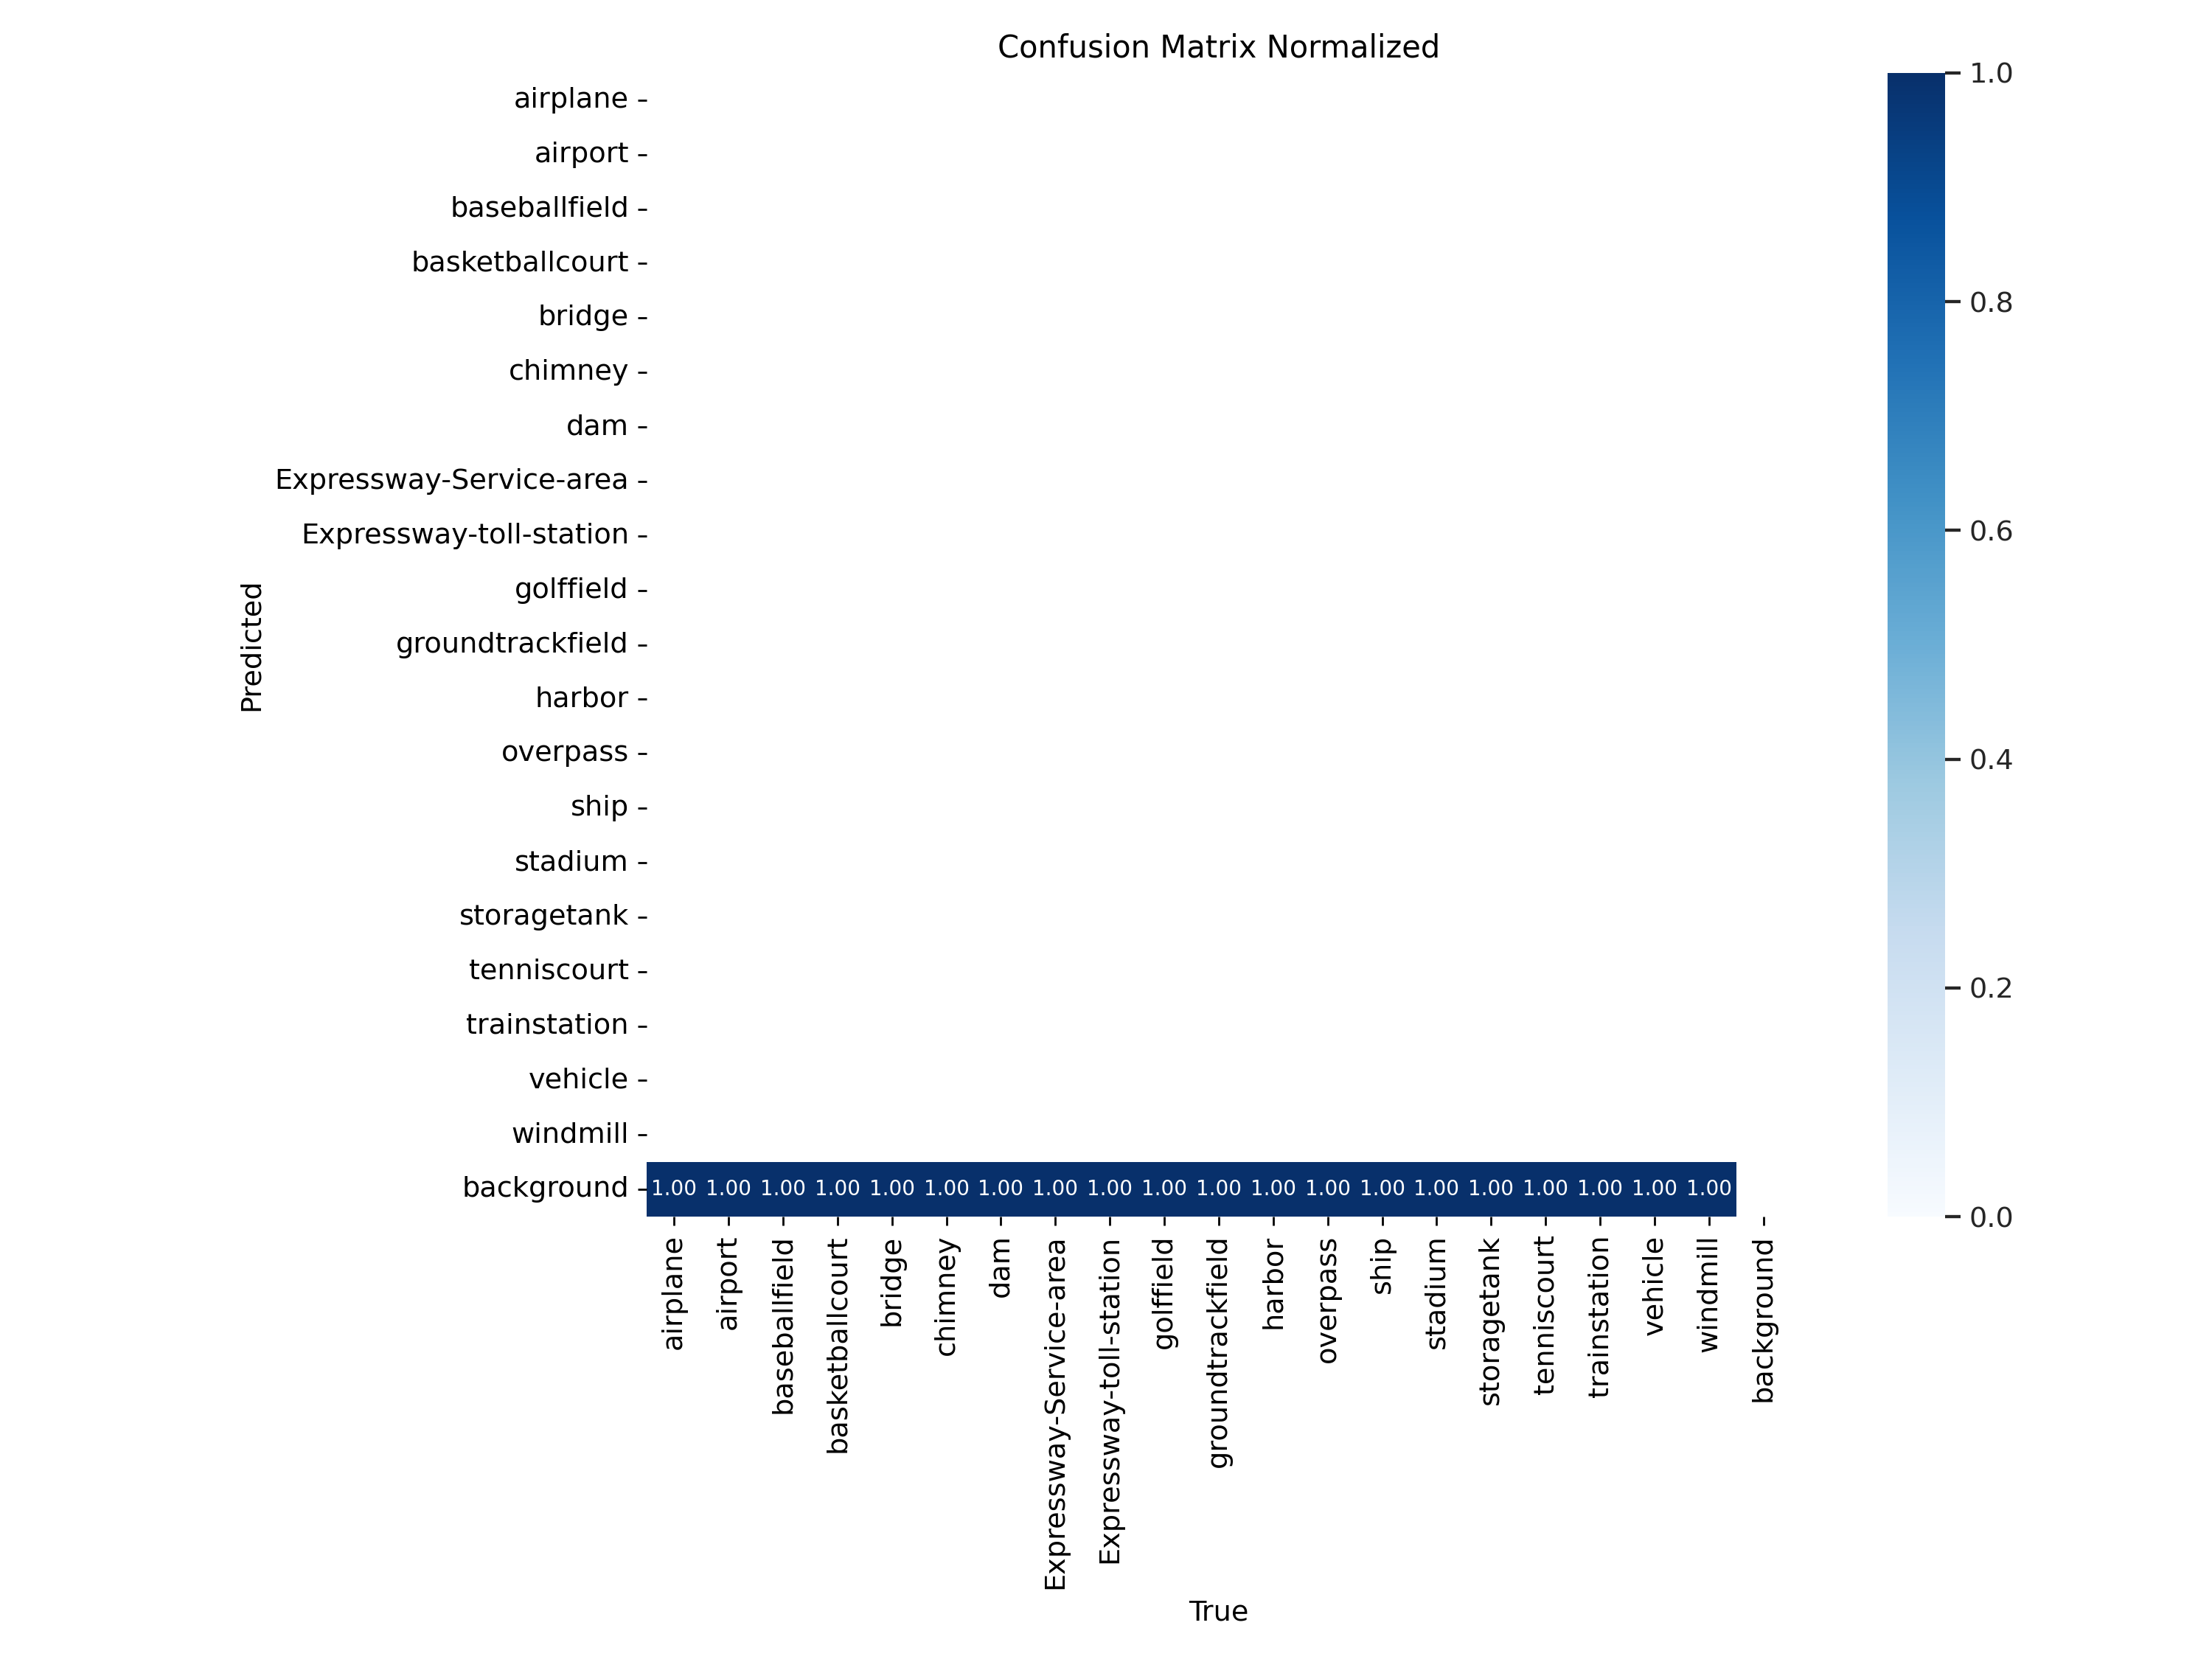 Confusion Matrix Normalized
airplane
airport
baseballfield
basketballcourt
bridge
chimney
dam
Expressway-Service-area
Expressway-toll-station
golffield
groundtrackfield
harbor
overpass
ship
stadium
storagetank
tenniscourt
trainstation
vehicle
windmill
background
Predicted
1.00 1.00 1.00 1.00 1.00 1.00 1.00 1.00 1.00 1.00 1.00 1.00 1.00 1.00 1.00 1.00 1.00 1.00 1.00 1.00
airplane
airport
baseballfield
basketballcourt
bridge
chimney
dam
Expressway-Service-area
Expressway-toll-station
golffield
groundtrackfield
harbor
overpass
ship
stadium
storagetank
tenniscourt
trainstation
vehicle
windmill
background
True
1.0
0.8
0.6
0.4
0.2
0.0